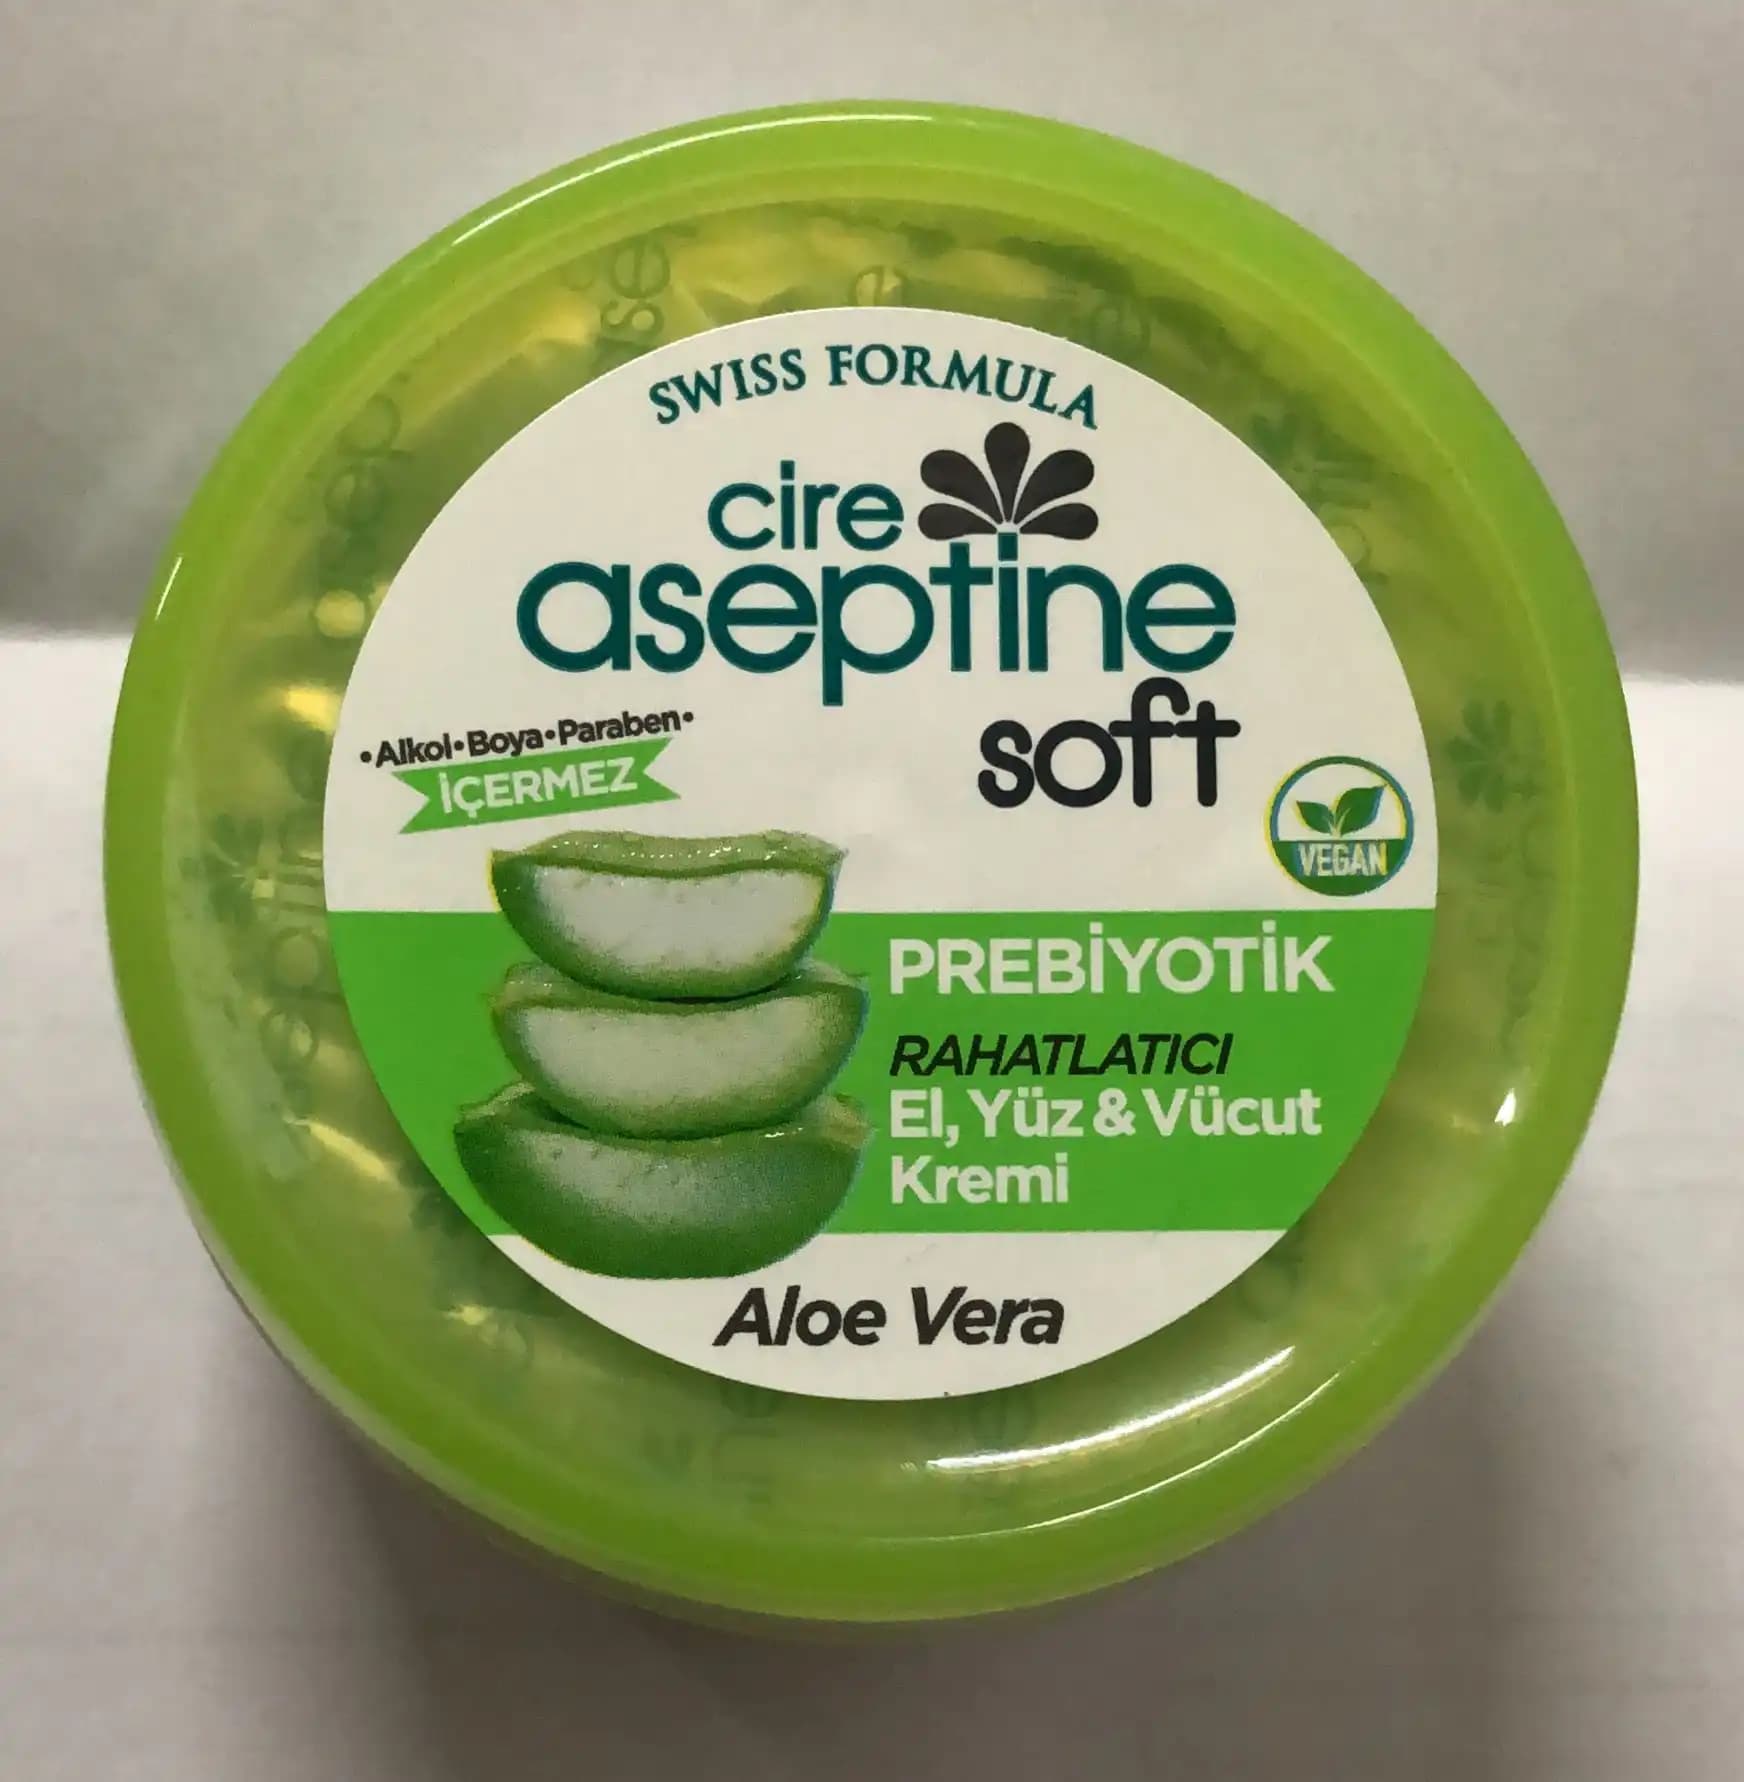 SWISS FORMULA
cire
aseptine
soft
•Alkol•Boya•Paraben•
İÇERMEZ
VEGAN
PREBİYOTİK
RAHATLATICI
El, Yüz & Vücut
Kremi
Aloe Vera